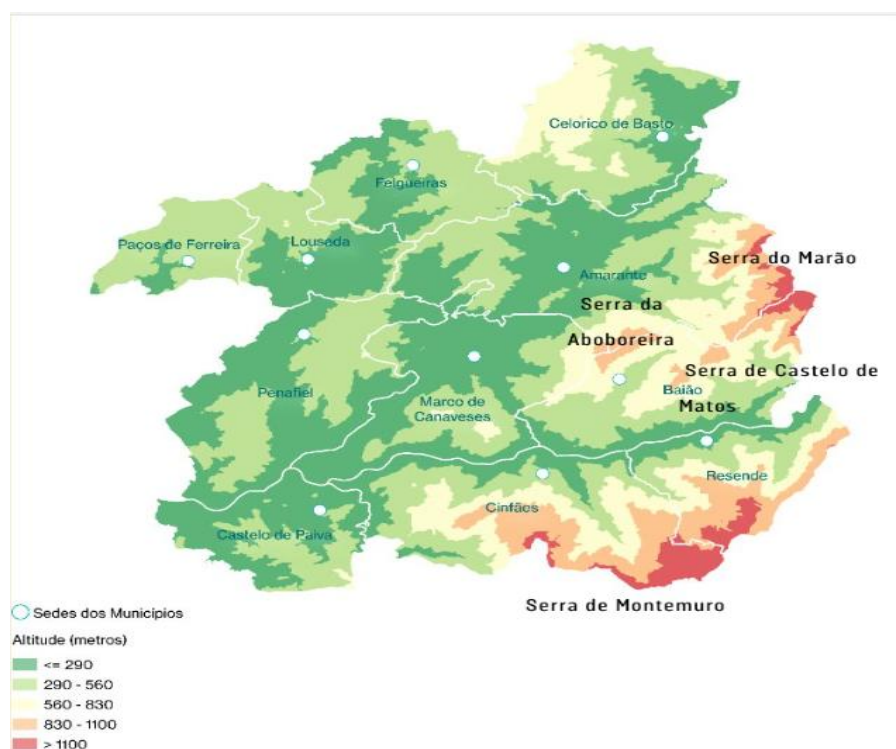 Celorico de Basto
Felgueiras
Paços de Ferreira
Lousada
Amarante
Serra do Marão
Serra da
Aboboreira
Serra de Castelo de
Matos
Penafiel
Baião
Marco de
Canaveses
Resende
Cinfães
Castelo de Paiva
Serra de Montemuro
Sedes dos Municípios
Altitude (metros)
<= 290
290 - 560
560 - 830
830 - 1100
> 1100